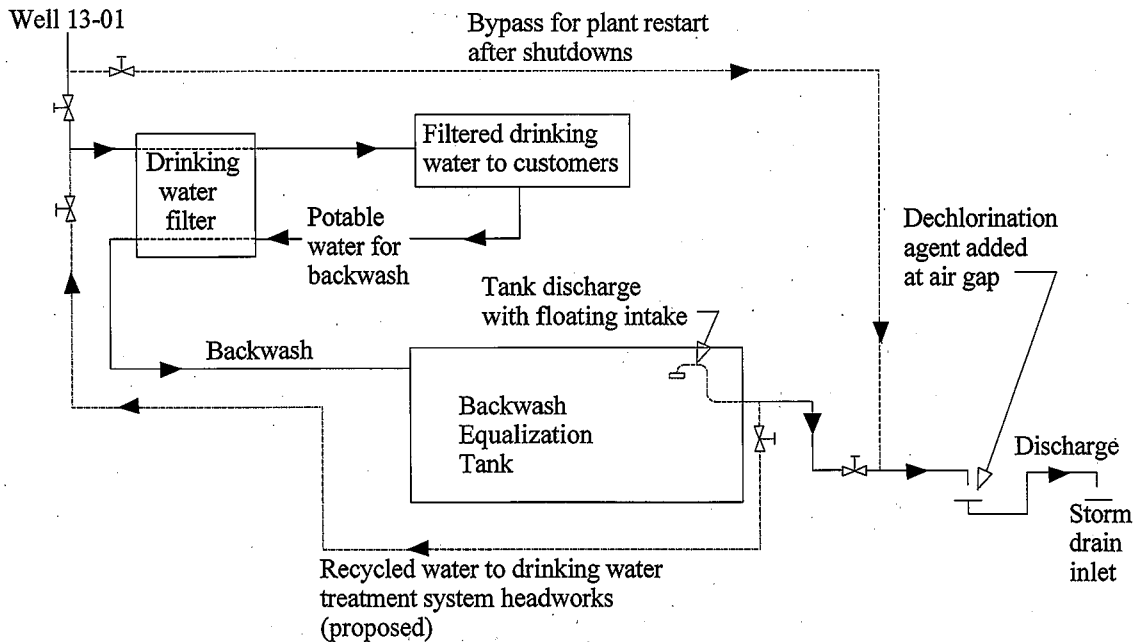 Well 13-01
Bypass for plant restart
after shutdowns
Filtered drinking
water to customers
Drinking
water
filter
Potable
water for
backwash
Dechlorination
agent added
at air gap
Tank discharge
with floating intake
Backwash
Backwash
Equalization
Tank
Discharge
Storm
drain
inlet
Recycled water to drinking water
treatment system headworks
(proposed)